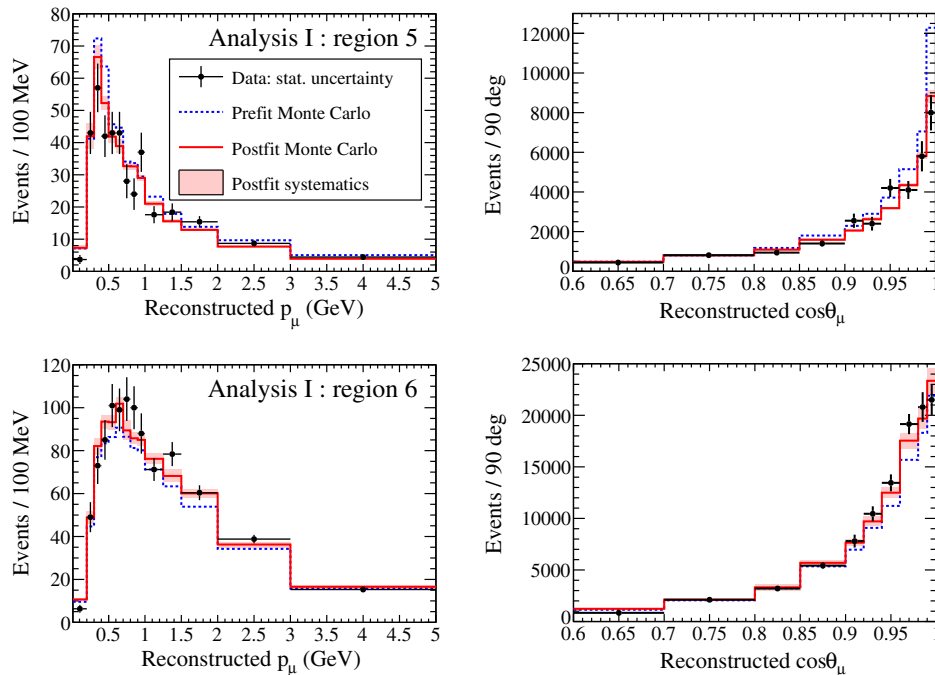 Analysis I : region 5
Data: stat. uncertainty
Prefit Monte Carlo
Postfit Monte Carlo
Postfit systematics
Events / 100 MeV
0 10 20 30 40 50 60 70 80
0.5 1 1.5 2 2.5 3 3.5 4 4.5 5
Reconstructed pμ (GeV)
Events / 90 deg
0 2000 4000 6000 8000 10000 12000
0.6 0.65 0.7 0.75 0.8 0.85 0.9 0.95 1
Reconstructed cosθμ
Analysis I : region 6
Events / 100 MeV
0 20 40 60 80 100 120
0.5 1 1.5 2 2.5 3 3.5 4 4.5 5
Reconstructed pμ (GeV)
Events / 90 deg
0 5000 10000 15000 20000 25000
0.6 0.65 0.7 0.75 0.8 0.85 0.9 0.95 1
Reconstructed cosθμ